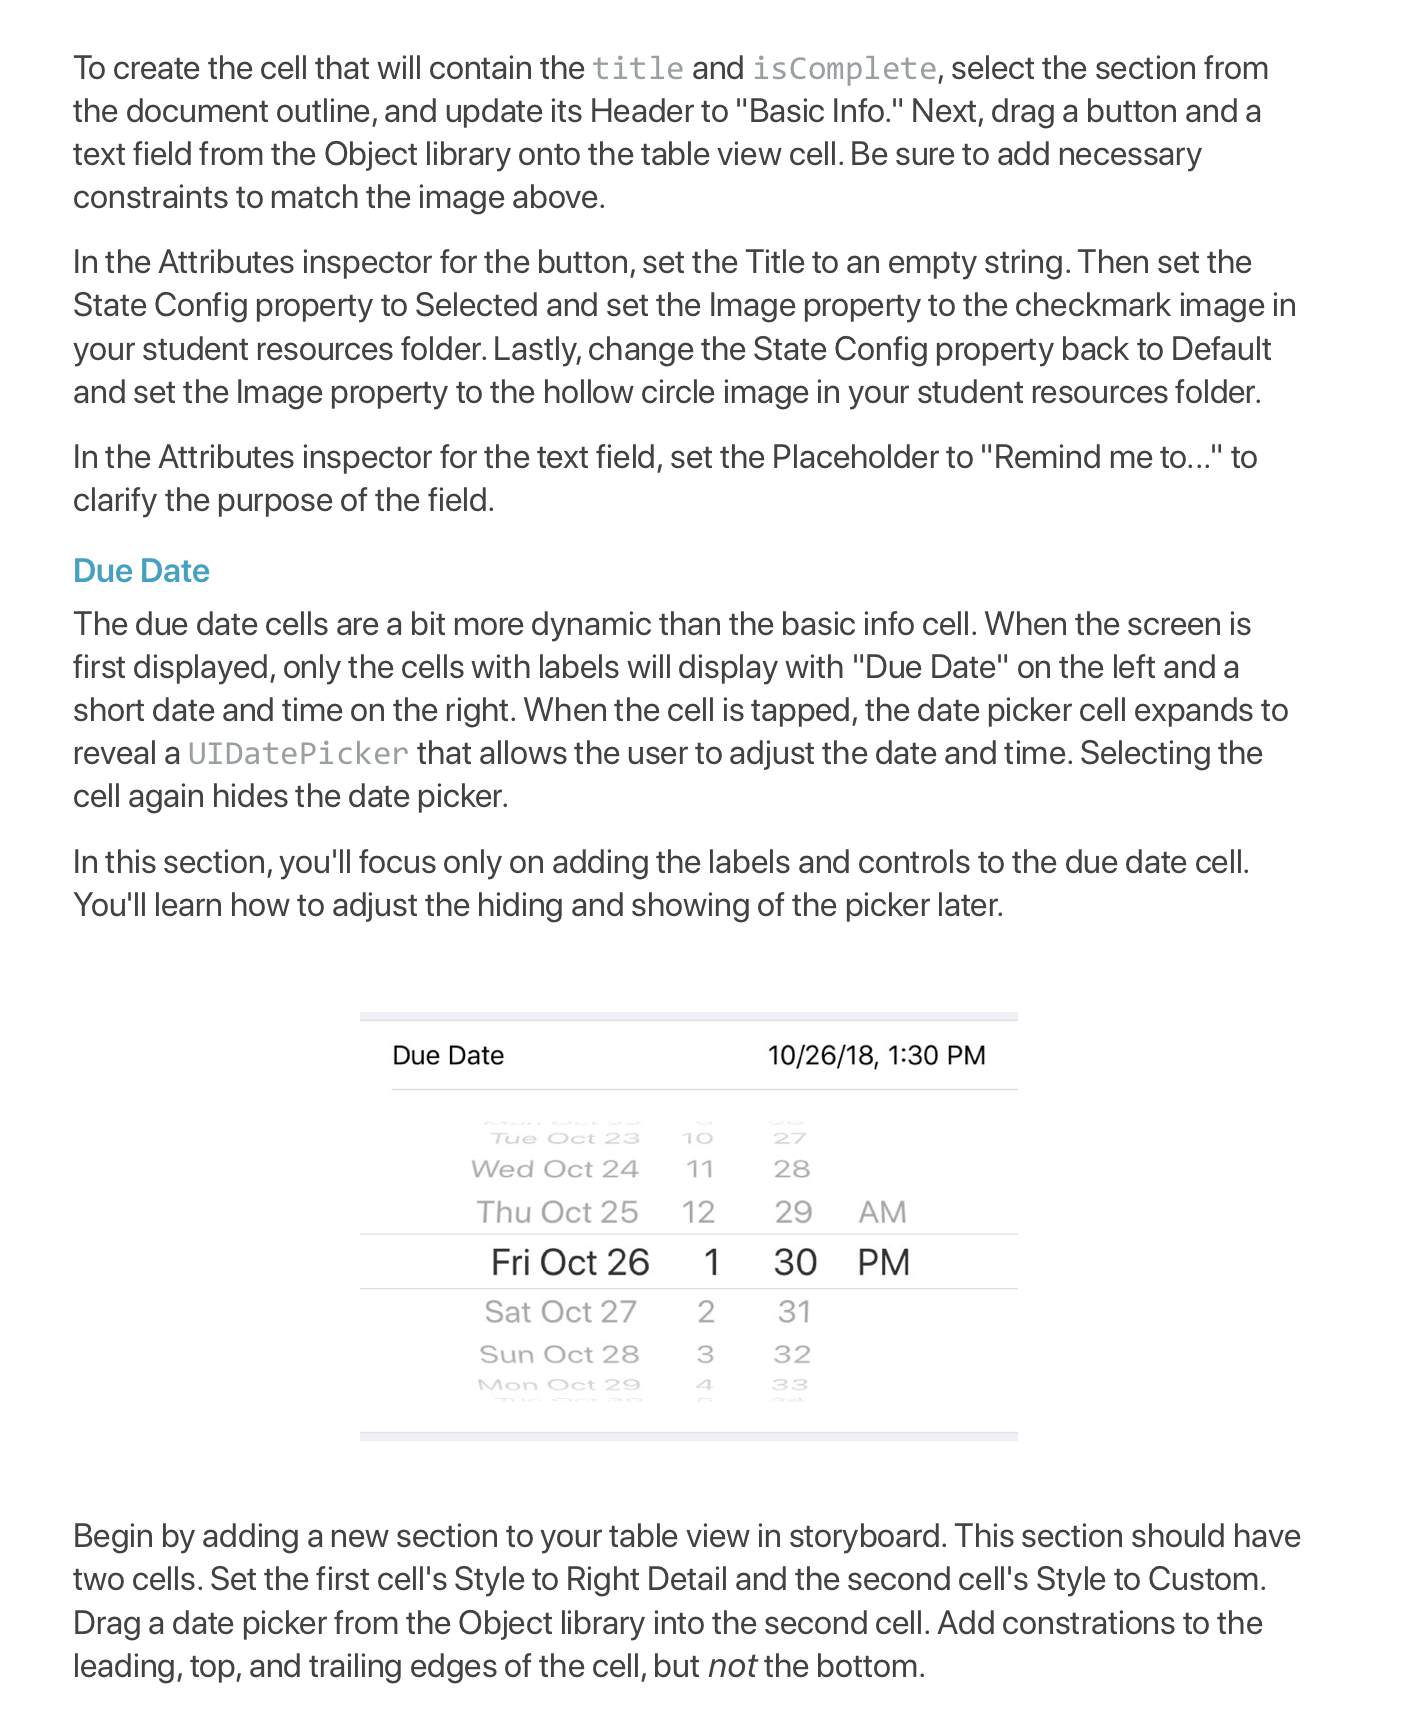 To create the cell that will contain the title and isComplete, select the section from
the document outline, and update its Header to "Basic Info." Next, drag a button and a
text field from the Object library onto the table view cell. Be sure to add necessary
constraints to match the image above.
In the Attributes inspector for the button, set the Title to an empty string. Then set the
State Config property to Selected and set the Image property to the checkmark image in
your student resources folder. Lastly, change the State Config property back to Default
and set the Image property to the hollow circle image in your student resources folder.
In the Attributes inspector for the text field, set the Placeholder to "Remind me to..." to
clarify the purpose of the field.
Due Date
The due date cells are a bit more dynamic than the basic info cell. When the screen is
first displayed, only the cells with labels will display with "Due Date" on the left and a
short date and time on the right. When the cell is tapped, the date picker cell expands to
reveal a UIDatePicker that allows the user to adjust the date and time. Selecting the
cell again hides the date picker.
In this section, you'll focus only on adding the labels and controls to the due date cell.
You'll learn how to adjust the hiding and showing of the picker later.
Due Date 10/26/18, 1:30 PM
Tue Oct 23 10 27
Wed Oct 24 11 28
Thu Oct 25 12 29 AM
Fri Oct 26 1 30 PM
Sat Oct 27 2 31
Sun Oct 28 3 32
Mon Oct 29 4 33
Begin by adding a new section to your table view in storyboard. This section should have
two cells. Set the first cell's Style to Right Detail and the second cell's Style to Custom.
Drag a date picker from the Object library into the second cell. Add constrations to the
leading, top, and trailing edges of the cell, but not the bottom.